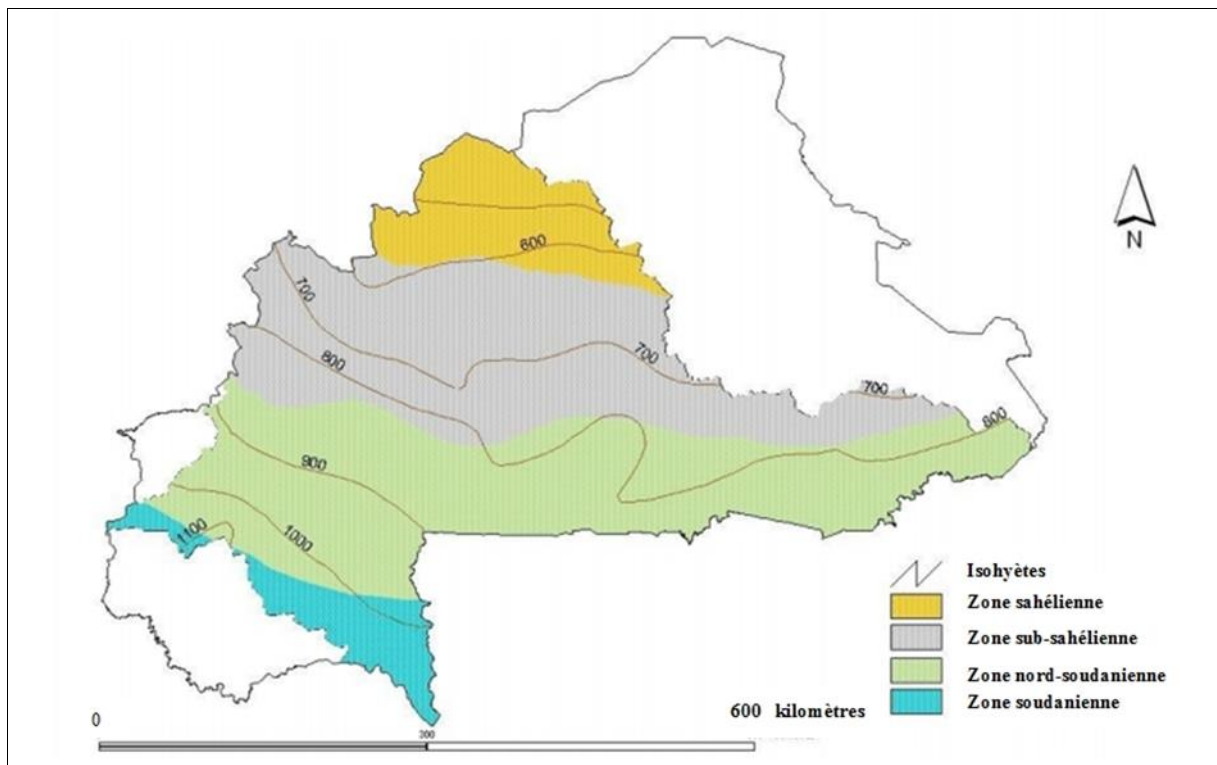 N
600
700
800
700
700
800
900
1000
1100
Isohyètes
Zone sahélienne
Zone sub-sahélienne
Zone nord-soudanienne
Zone soudanienne
0
300
600 kilomètres